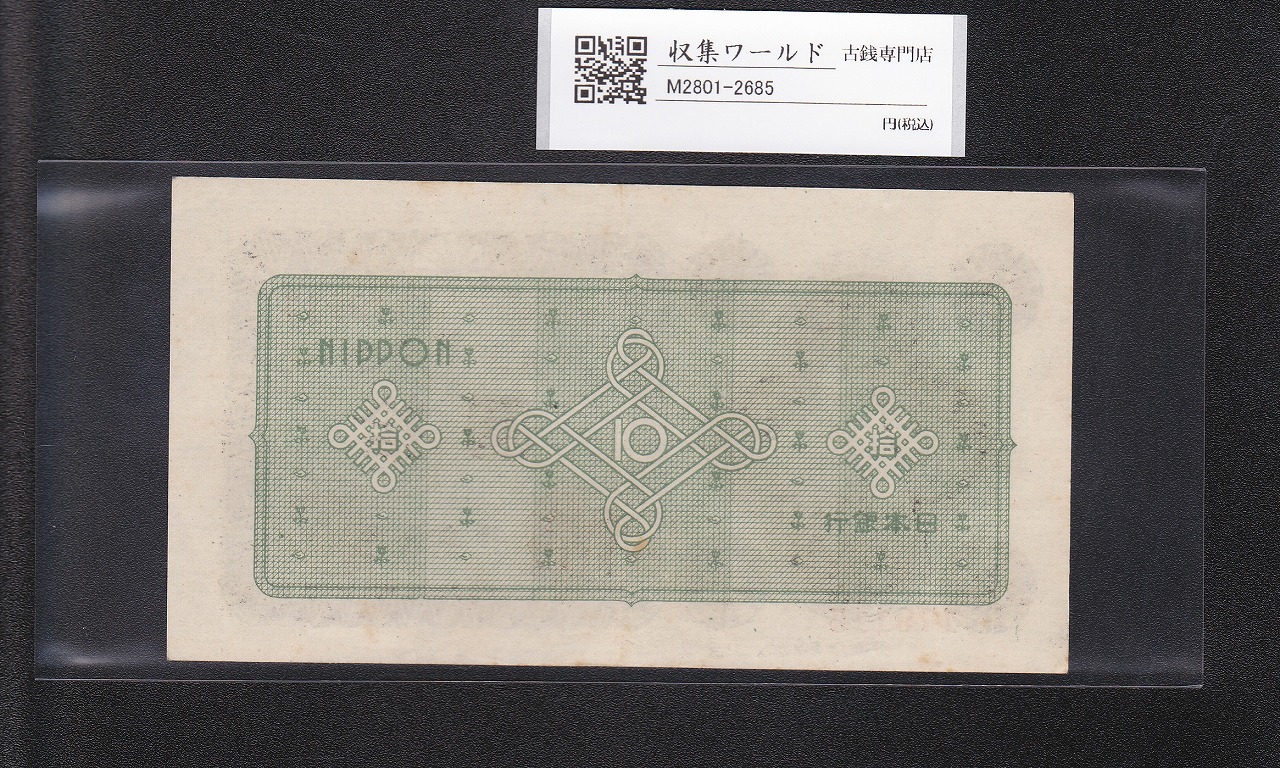 収集ワールド 古銭専門店
M2801-2685
円(税込)
NIPPON
拾 10 拾
行銀本日